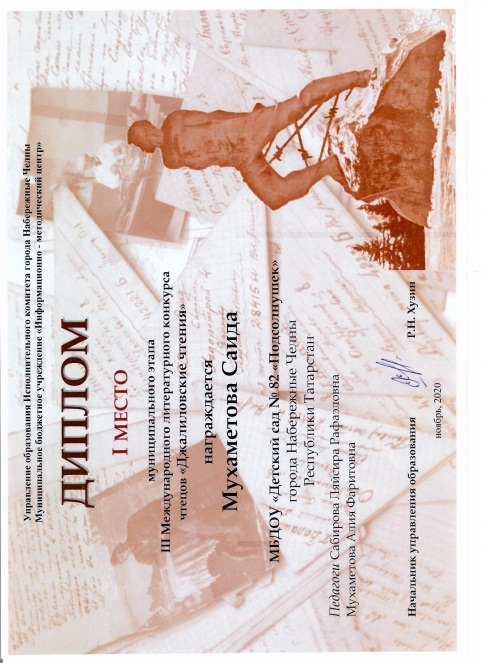 Управление образования Исполнительного комитета города Набережные Челны
Муниципальное бюджетное учреждение «Информационно - методический центр»
ДИПЛОМ
I МЕСТО
муниципального этапа
III Международного литературного конкурса
чтецов «Джалиловские чтения»
награждается
Мухаметова Саида
МБДОУ «Детский сад № 82 «Подсолнушек»
города Набережные Челны
Республики Татарстан
Педагоги Сабирова Ляйсира Рафаэловна
Мухаметова Алия Фаритовна
Начальник управления образования Р.Н. Хузин
ноябрь, 2020